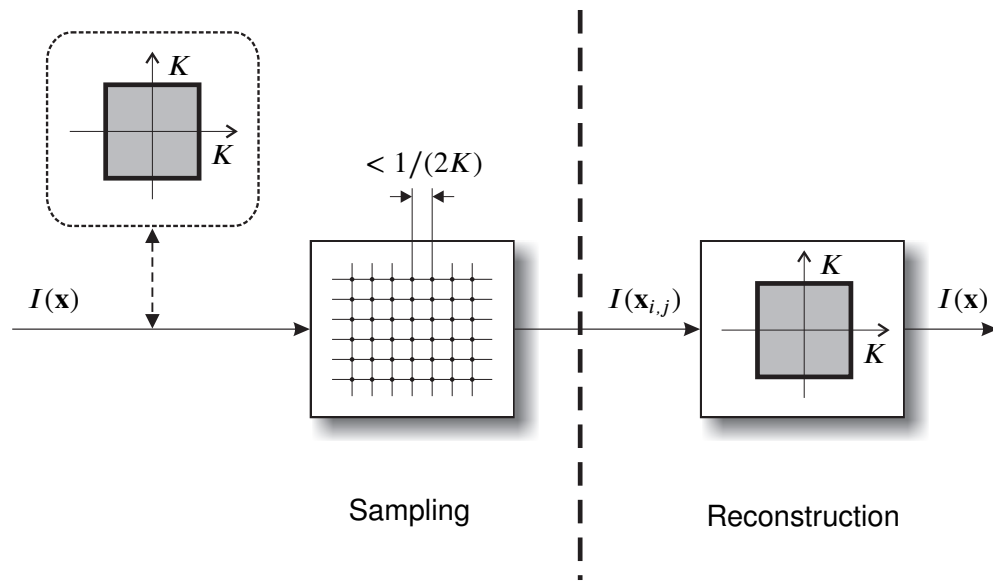 K
K
< 1/(2K)
I(x)
I(x_{i,j})
K
K
I(x)
Sampling
Reconstruction